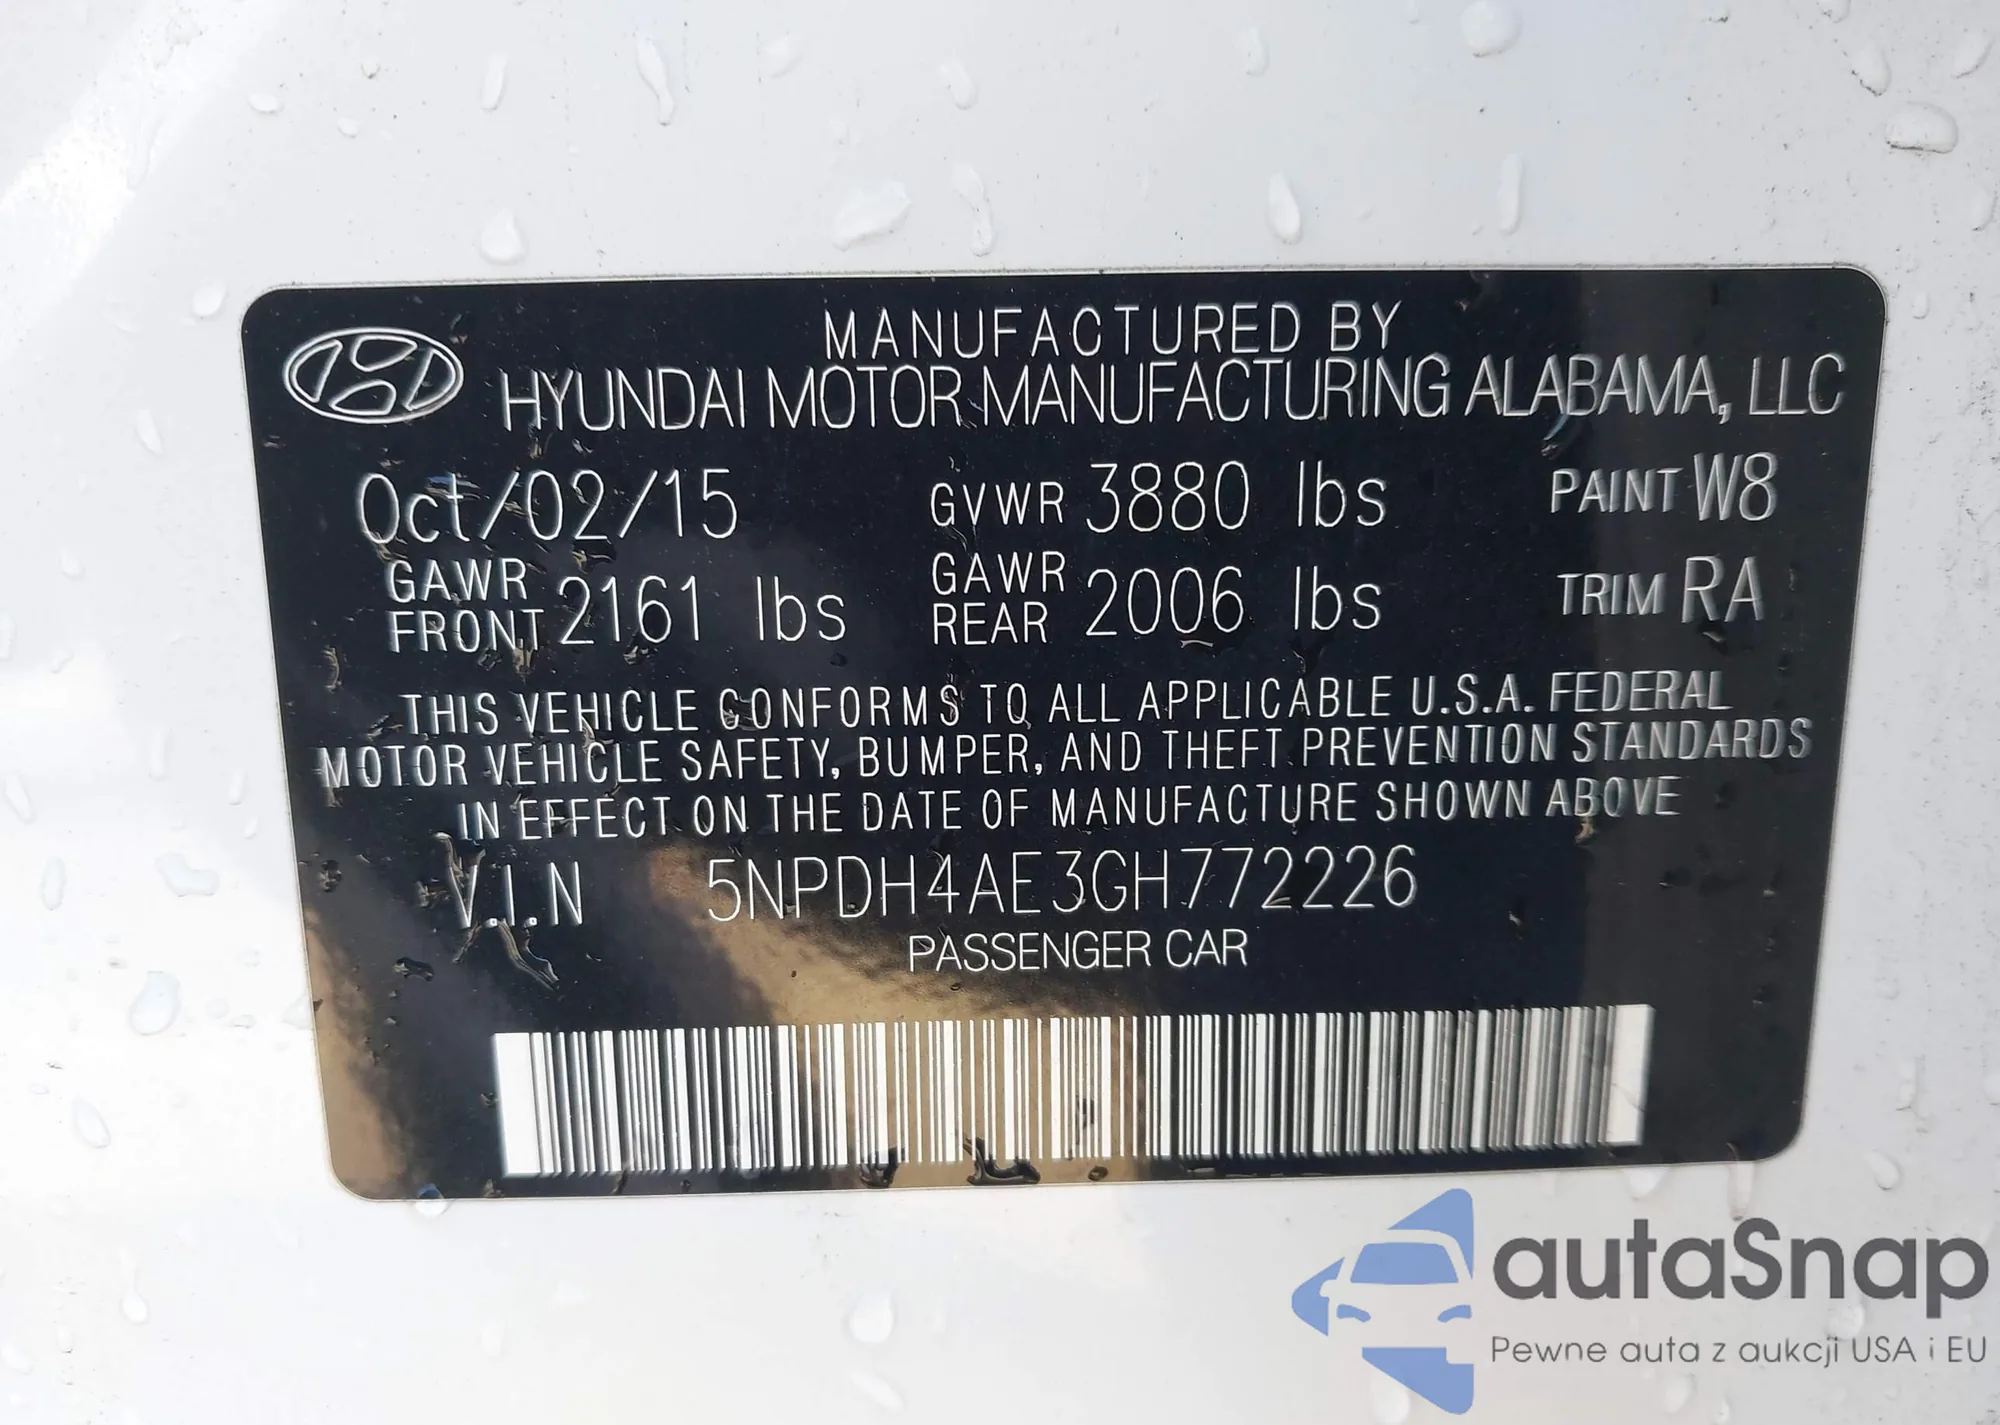 MANUFACTURED BY
HYUNDAI MOTOR MANUFACTURING ALABAMA, LLC
Oct/02/15 GVWR 3880 lbs PAINT W8
GAWR FRONT 2161 lbs GAWR REAR 2006 lbs TRIM RA
THIS VEHICLE CONFORMS TO ALL APPLICABLE U.S.A. FEDERAL
MOTOR VEHICLE SAFETY, BUMPER, AND THEFT PREVENTION STANDARDS
IN EFFECT ON THE DATE OF MANUFACTURE SHOWN ABOVE
V.I.N 5NPDH4AE3GH772226
PASSENGER CAR
autaSnap
Pewne auta z aukcji USA i EU